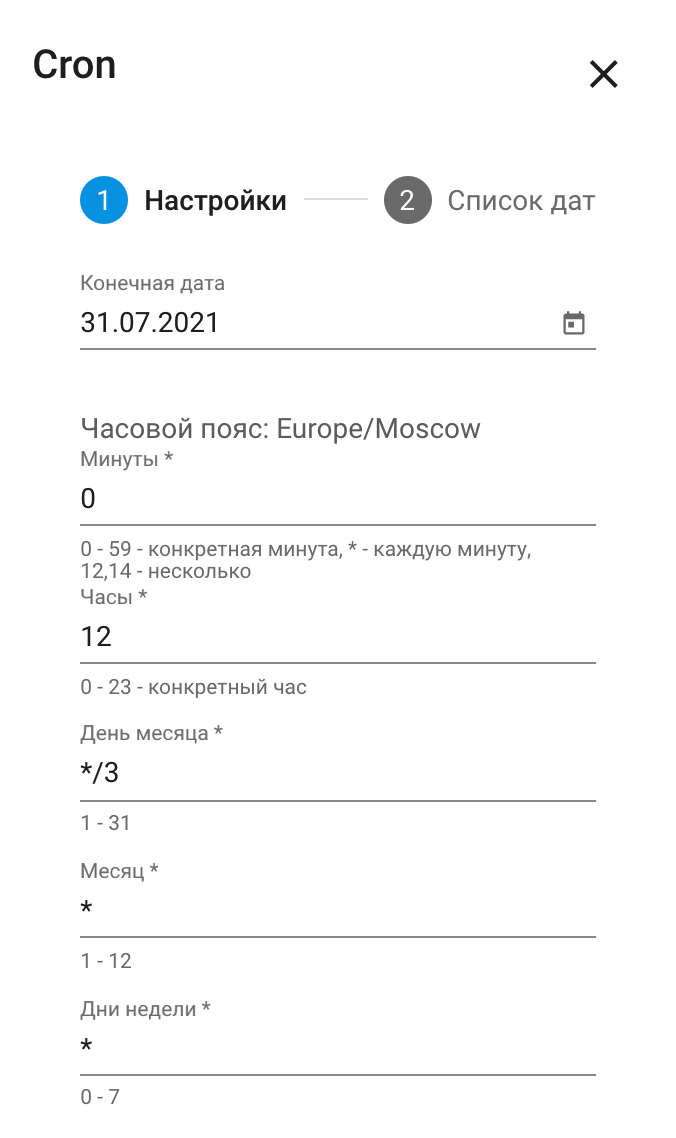 Cron
1 Настройки 2 Список дат
Конечная дата
31.07.2021
Часовой пояс: Europe/Moscow
Минуты *
0
0 - 59 - конкретная минута, * - каждую минуту,
12,14 - несколько
Часы *
12
0 - 23 - конкретный час
День месяца *
*/3
1 - 31
Месяц *
*
1 - 12
Дни недели *
*
0 - 7